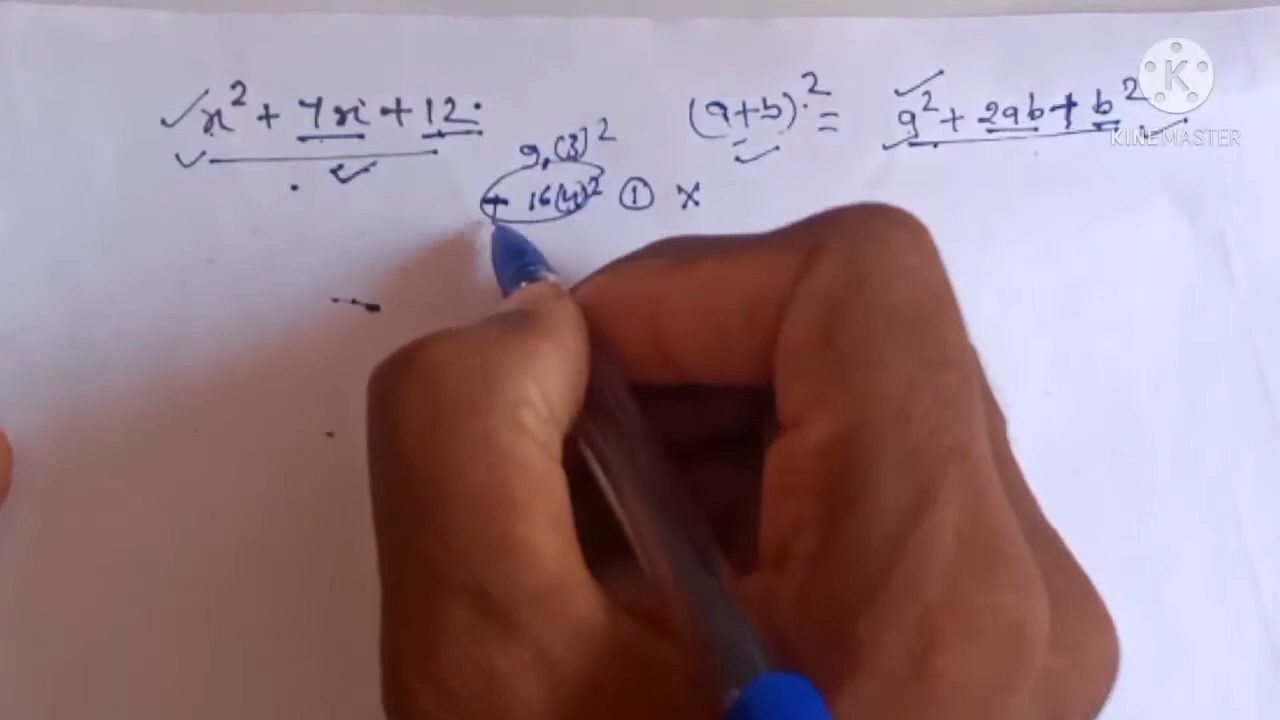 x² + 7x + 12.
(a+b)² = a² + 2ab + b²
9, (3)²
+ 16(4)² ① ×
K
KINEMASTER